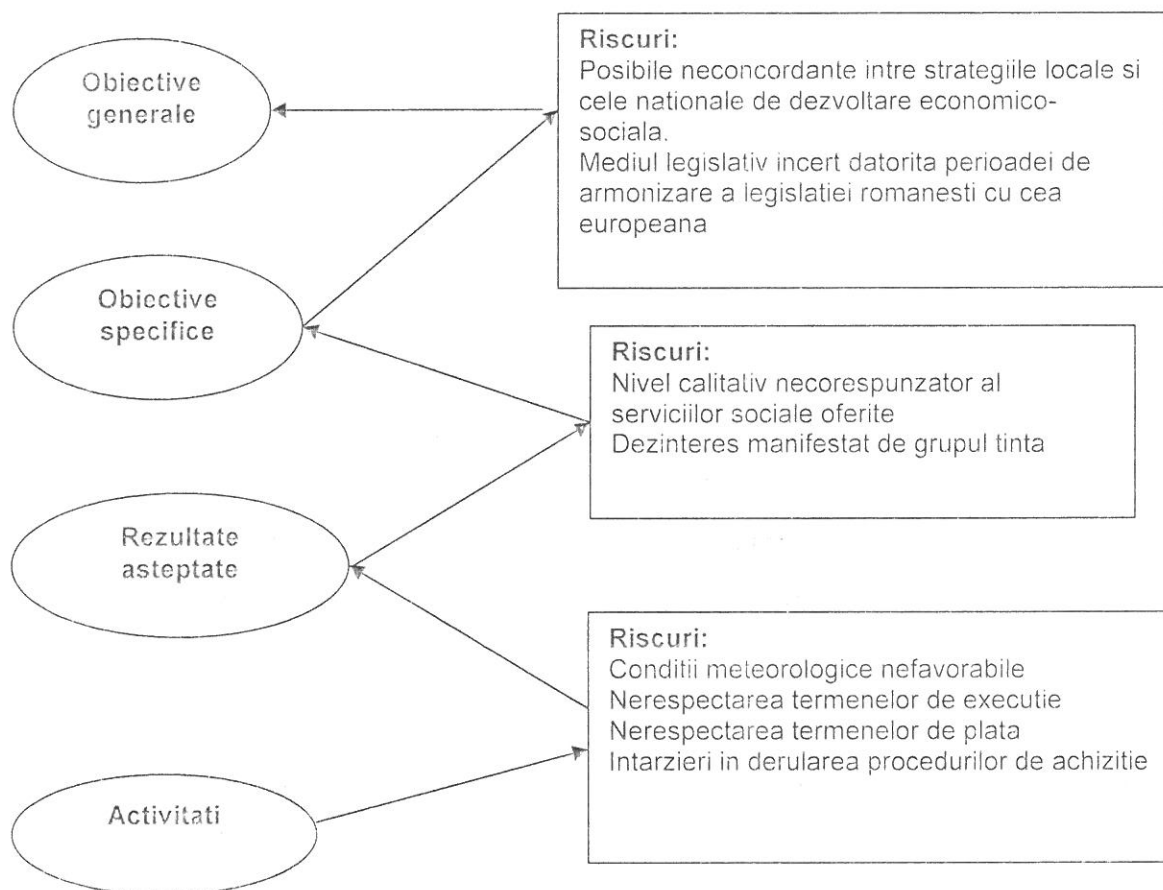 Obiective
generale
Riscuri:
Posibile neconcordante intre strategiile locale si
cele nationale de dezvoltare economico-
sociala.
Mediul legislativ incert datorita perioadei de
armonizare a legislatiei romanesti cu cea
europeana
Obiective
specifice
Riscuri:
Nivel calitativ necorespunzator al
serviciilor sociale oferite
Dezinteres manifestat de grupul tinta
Rezultate
asteptate
Riscuri:
Conditii meteorologice nefavorabile
Nerespectarea termenelor de executie
Nerespectarea termenelor de plata
Intarzieri in derularea procedurilor de achizitie
Activitati